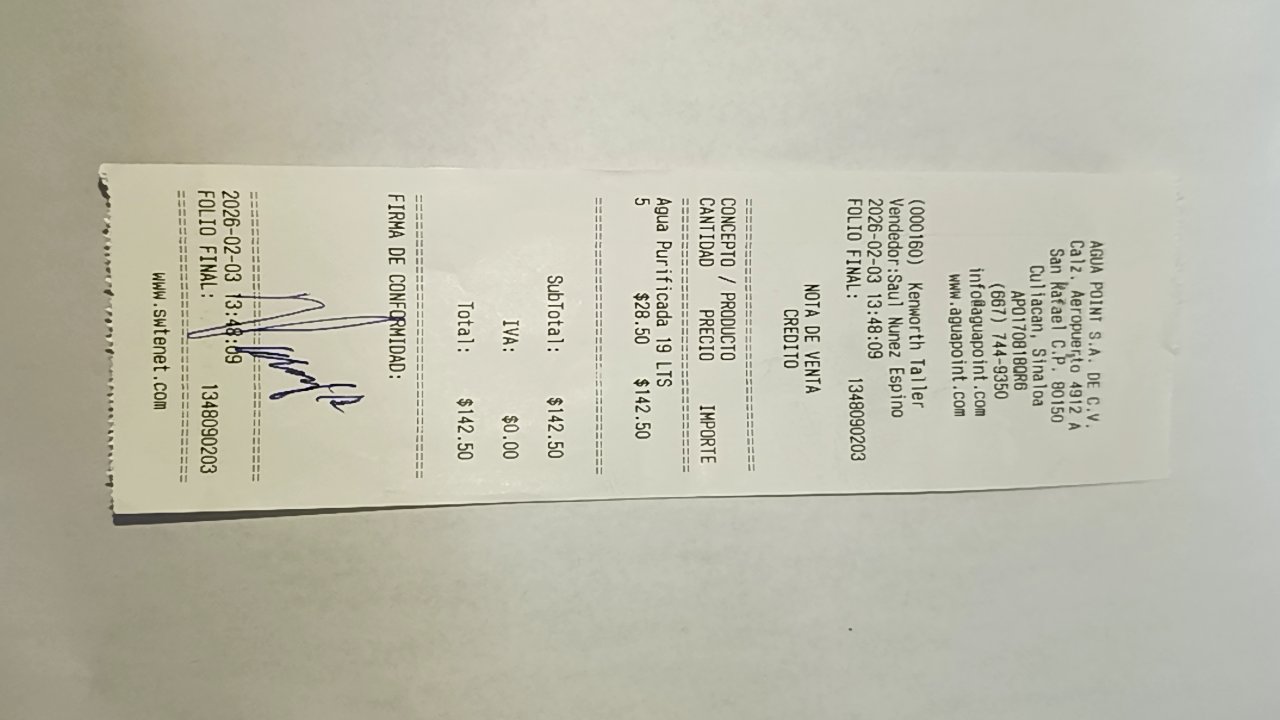 AGUA POINT S.A. DE C.V.
Calz. Aeropuerto 4912 A
San Rafael C.P. 80150
Culiacan, Sinaloa
APO170818QR6
(667) 744-9350
info@aguapoint.com
www.aguapoint.com
(000160) Kenworth Taller
Vendedor:Saul Nunez Espino
2026-02-03 13:48:09
FOLIO FINAL: 1348090203
NOTA DE VENTA
CREDITO
================================
CONCEPTO / PRODUCTO
CANTIDAD PRECIO IMPORTE
================================
Agua Purificada 19 LTS
5 $28.50 $142.50
================================
SubTotal: $142.50
IVA: $0.00
Total: $142.50
================================
FIRMA DE CONFORMIDAD:
================================
2026-02-03 13:48:09
FOLIO FINAL: 1348090203
================================
www.swtenet.com